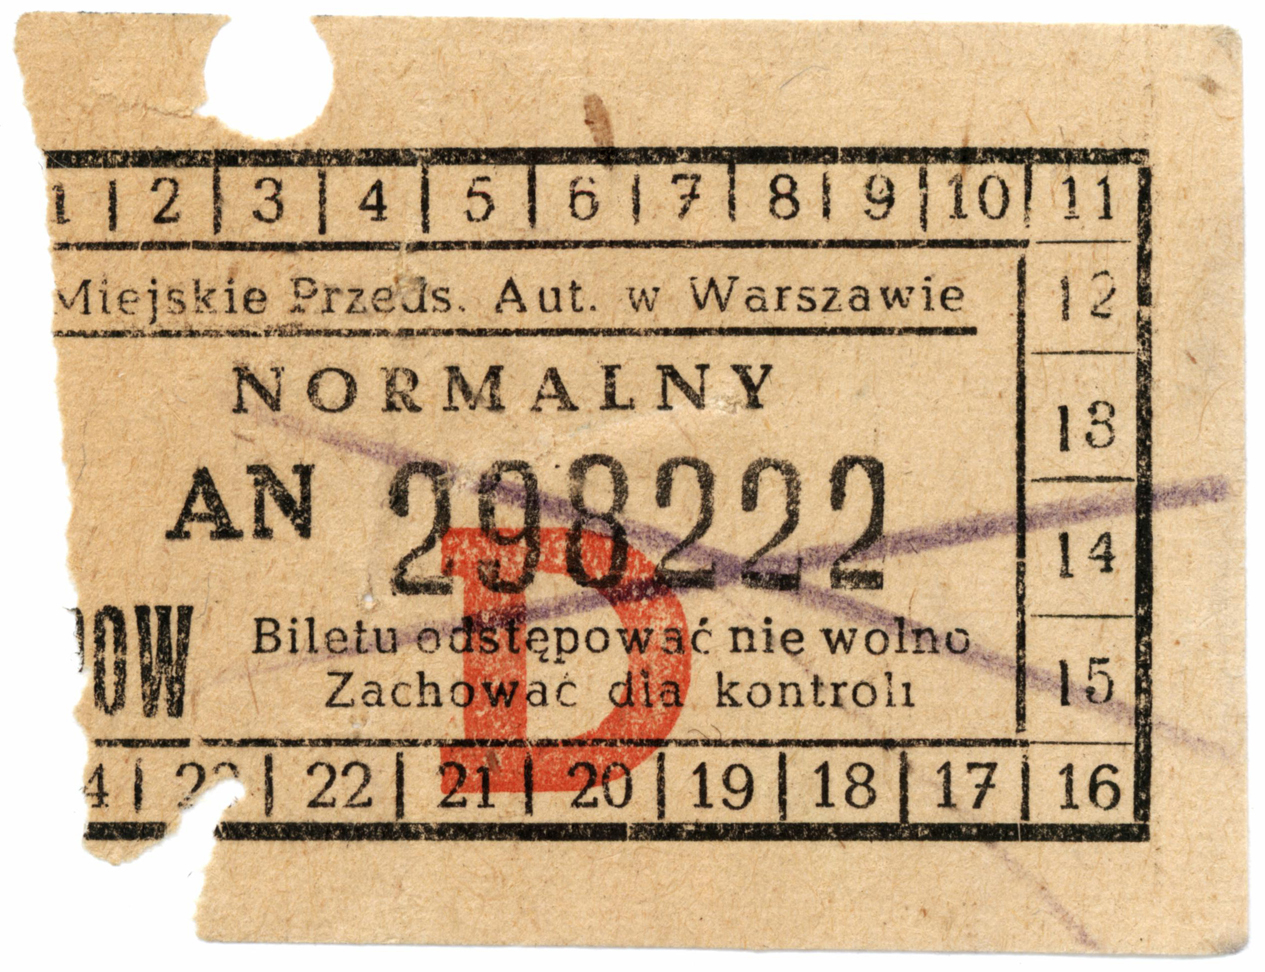 1 2 3 4 5 6 7 8 9 10 11
Miejskie Przeds. Aut. w Warszawie
12
NORMALNY
13
AN 298222
14
D
Biletu odstępować nie wolno
Zachować dla kontroli
15
22 21 20 19 18 17 16